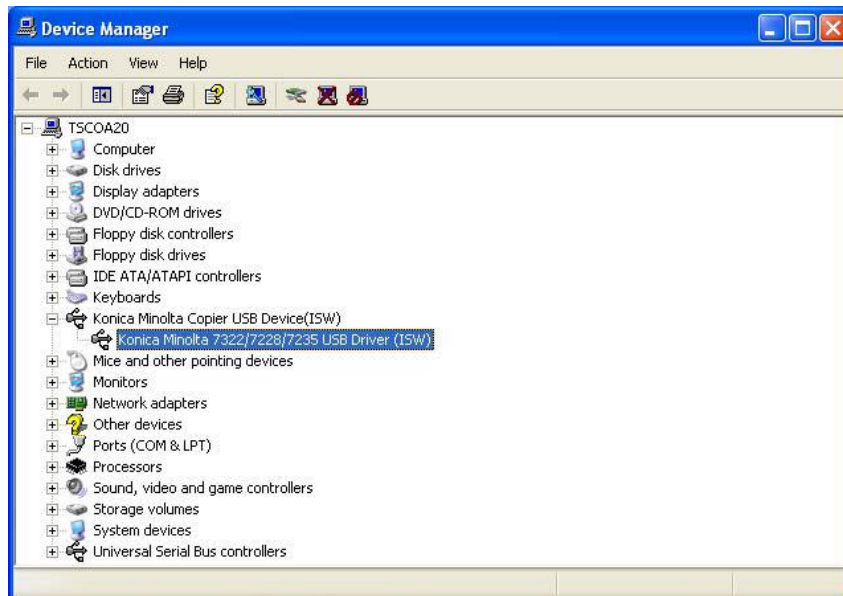 Device Manager
File Action View Help
TSCOA20
Computer
Disk drives
Display adapters
DVD/CD-ROM drives
Floppy disk controllers
Floppy disk drives
IDE ATA/ATAPI controllers
Keyboards
Konica Minolta Copier USB Device(ISW)
Konica Minolta 7322/7228/7235 USB Driver (ISW)
Mice and other pointing devices
Monitors
Network adapters
Other devices
Ports (COM & LPT)
Processors
Sound, video and game controllers
Storage volumes
System devices
Universal Serial Bus controllers